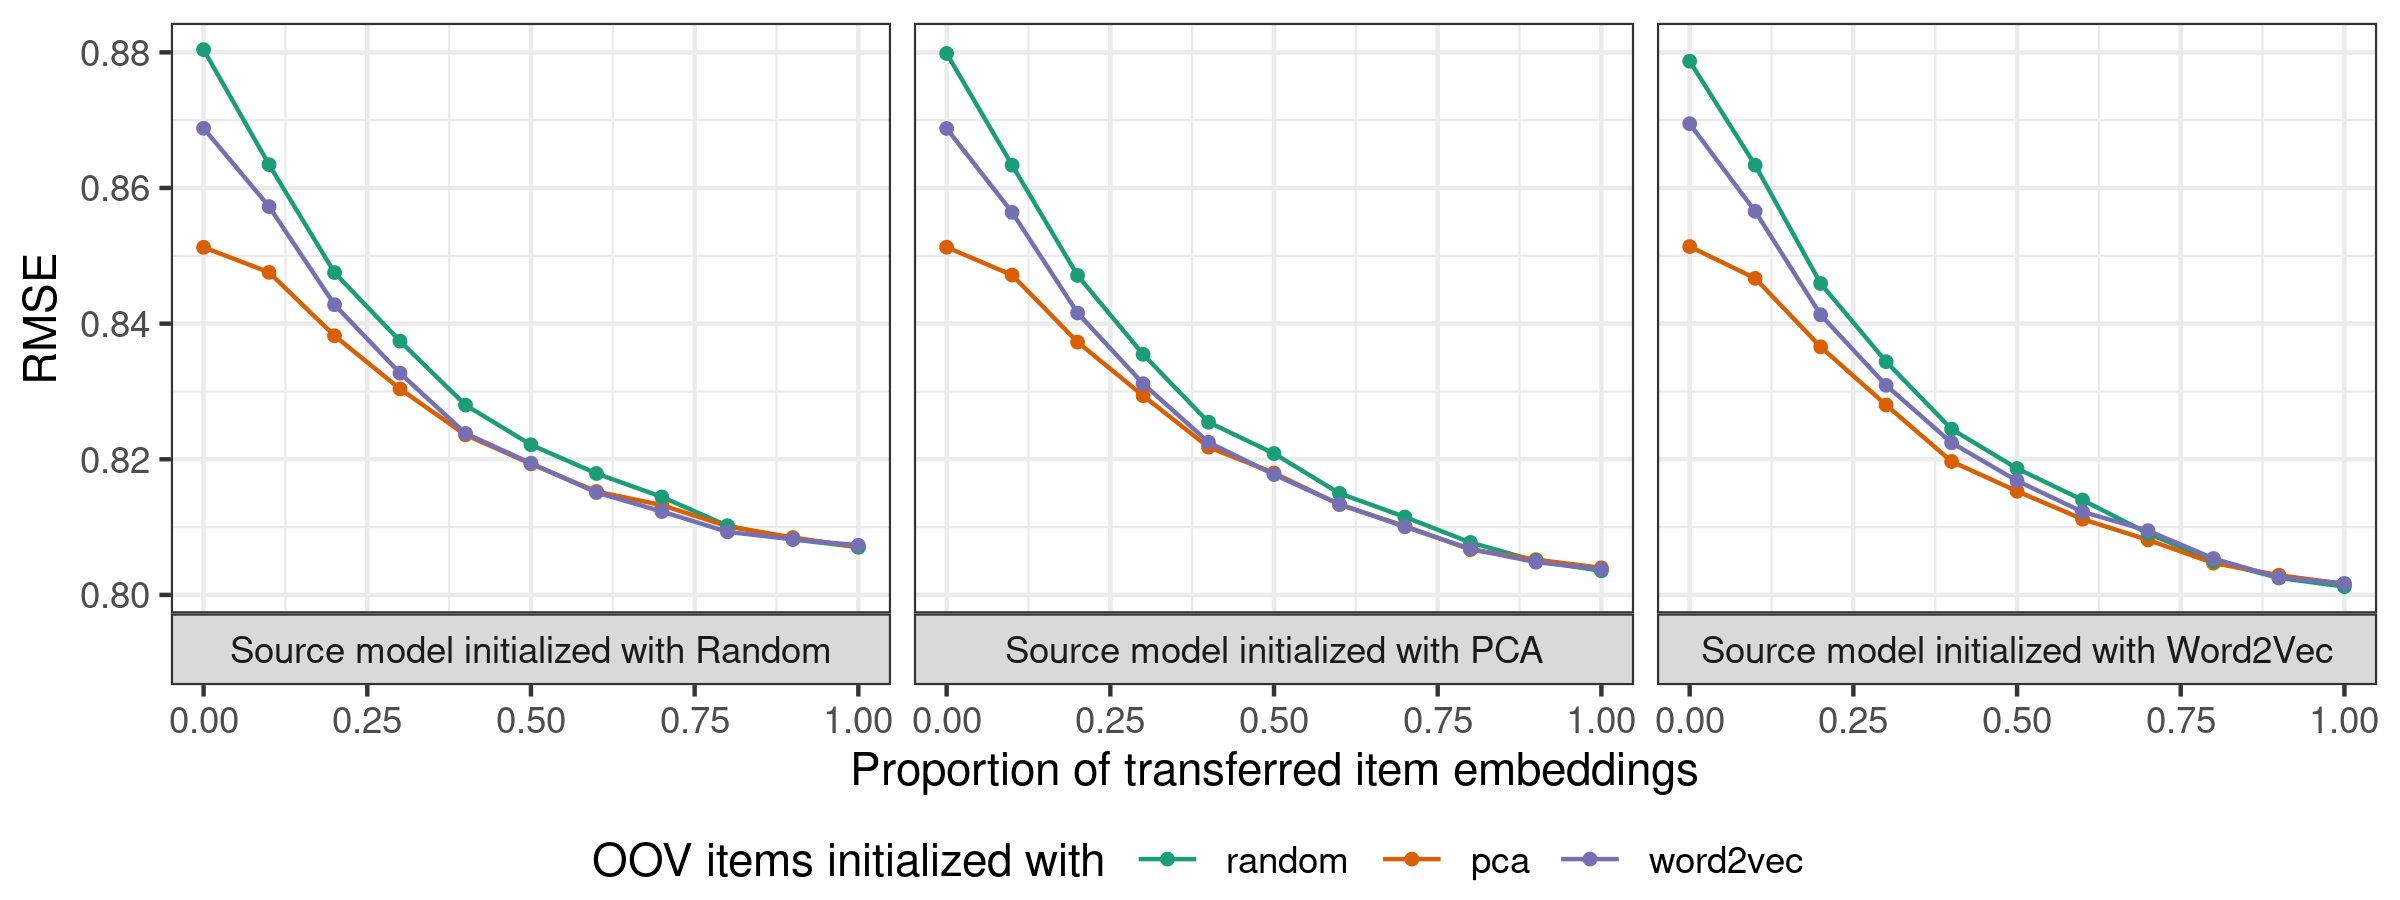 0.88
0.86
0.84
0.82
0.80
RMSE
Source model initialized with Random
Source model initialized with PCA
Source model initialized with Word2Vec
0.00 0.25 0.50 0.75 1.00
0.00 0.25 0.50 0.75 1.00
0.00 0.25 0.50 0.75 1.00
Proportion of transferred item embeddings
OOV items initialized with random pca word2vec